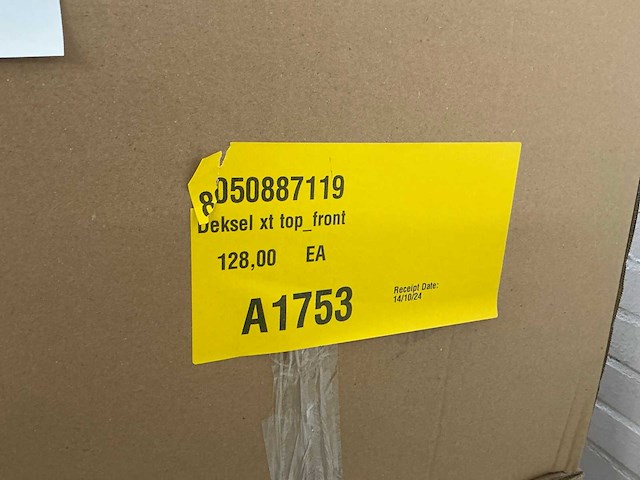 8050887119
Deksel xt top_front
128,00 EA
A1753
Receipt Date:
14/10/24